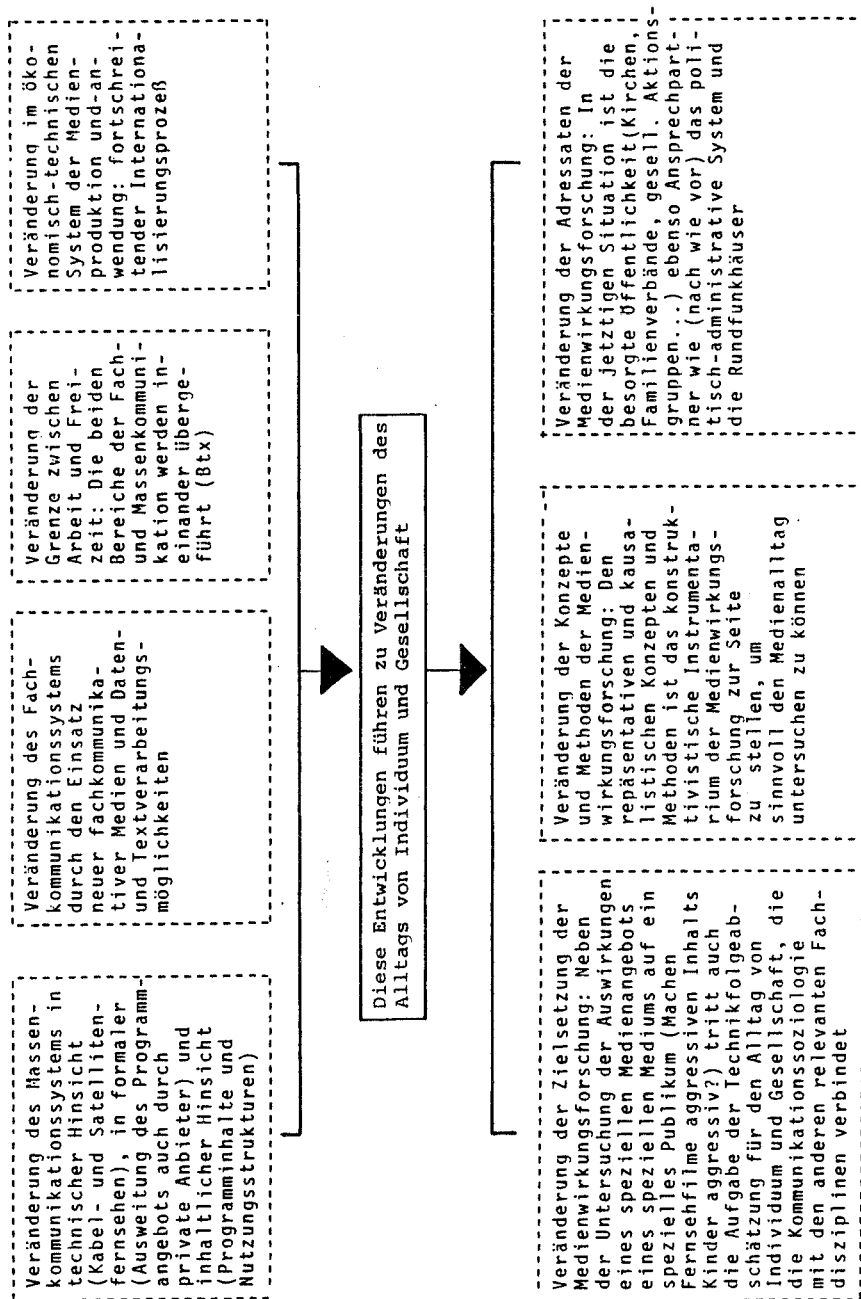 Veränderung des Massen-
kommunikationssystems in
technischer Hinsicht
(Kabel- und Satelliten-
fernsehen), in formaler
(Ausweitung des Programm-
angebots auch durch
private Anbieter) und
inhaltlicher Hinsicht
(Programminhalte und
Nutzungsstrukturen)
Veränderung des Fach-
kommunikationssystems
durch den Einsatz
neuer fachkommunika-
tiver Medien und Daten-
und Textverarbeitungs-
möglichkeiten
Veränderung der
Grenze zwischen
Arbeit und Frei-
zeit: Die beiden
Bereiche der Fach-
und Massenkommuni-
kation werden in-
einander überge-
führt (Btx)
Veränderung im öko-
nomisch-technischen
System der Medien-
produktion und-an-
wendung: fortschrei-
tender Internationa-
lisierungsprozeß
Diese Entwicklungen führen zu Veränderungen des
Alltags von Individuum und Gesellschaft
Veränderung der Zielsetzung der
Medienwirkungsforschung: Neben
der Untersuchung der Auswirkungen
eines speziellen Medienangebots
eines speziellen Mediums auf ein
spezielles Publikum (Machen
Fernsehfilme aggressiven Inhalts
Kinder aggressiv?) tritt auch
die Aufgabe der Technikfolgeab-
schätzung für den Alltag von
Individuum und Gesellschaft, die
die Kommunikationssoziologie
mit den anderen relevanten Fach-
disziplinen verbindet
Veränderung der Konzepte
und Methoden der Medien-
wirkungsforschung: Den
repäsentativen und kausa-
listischen Konzepten und
Methoden ist das konstruk-
tivistische Instrumenta-
rium der Medienwirkungs-
forschung zur Seite
zu stellen, um
sinnvoll den Medienalltag
untersuchen zu können
Veränderung der Adressaten der
Medienwirkungsforschung: In
der jetztigen Situation ist die
besorgte Öffentlichkeit(Kirchen,
Familienverbände, gesell. Aktions-
gruppen...) ebenso Ansprechpart-
ner wie (nach wie vor) das poli-
tisch-administrative System und
die Rundfunkhäuser